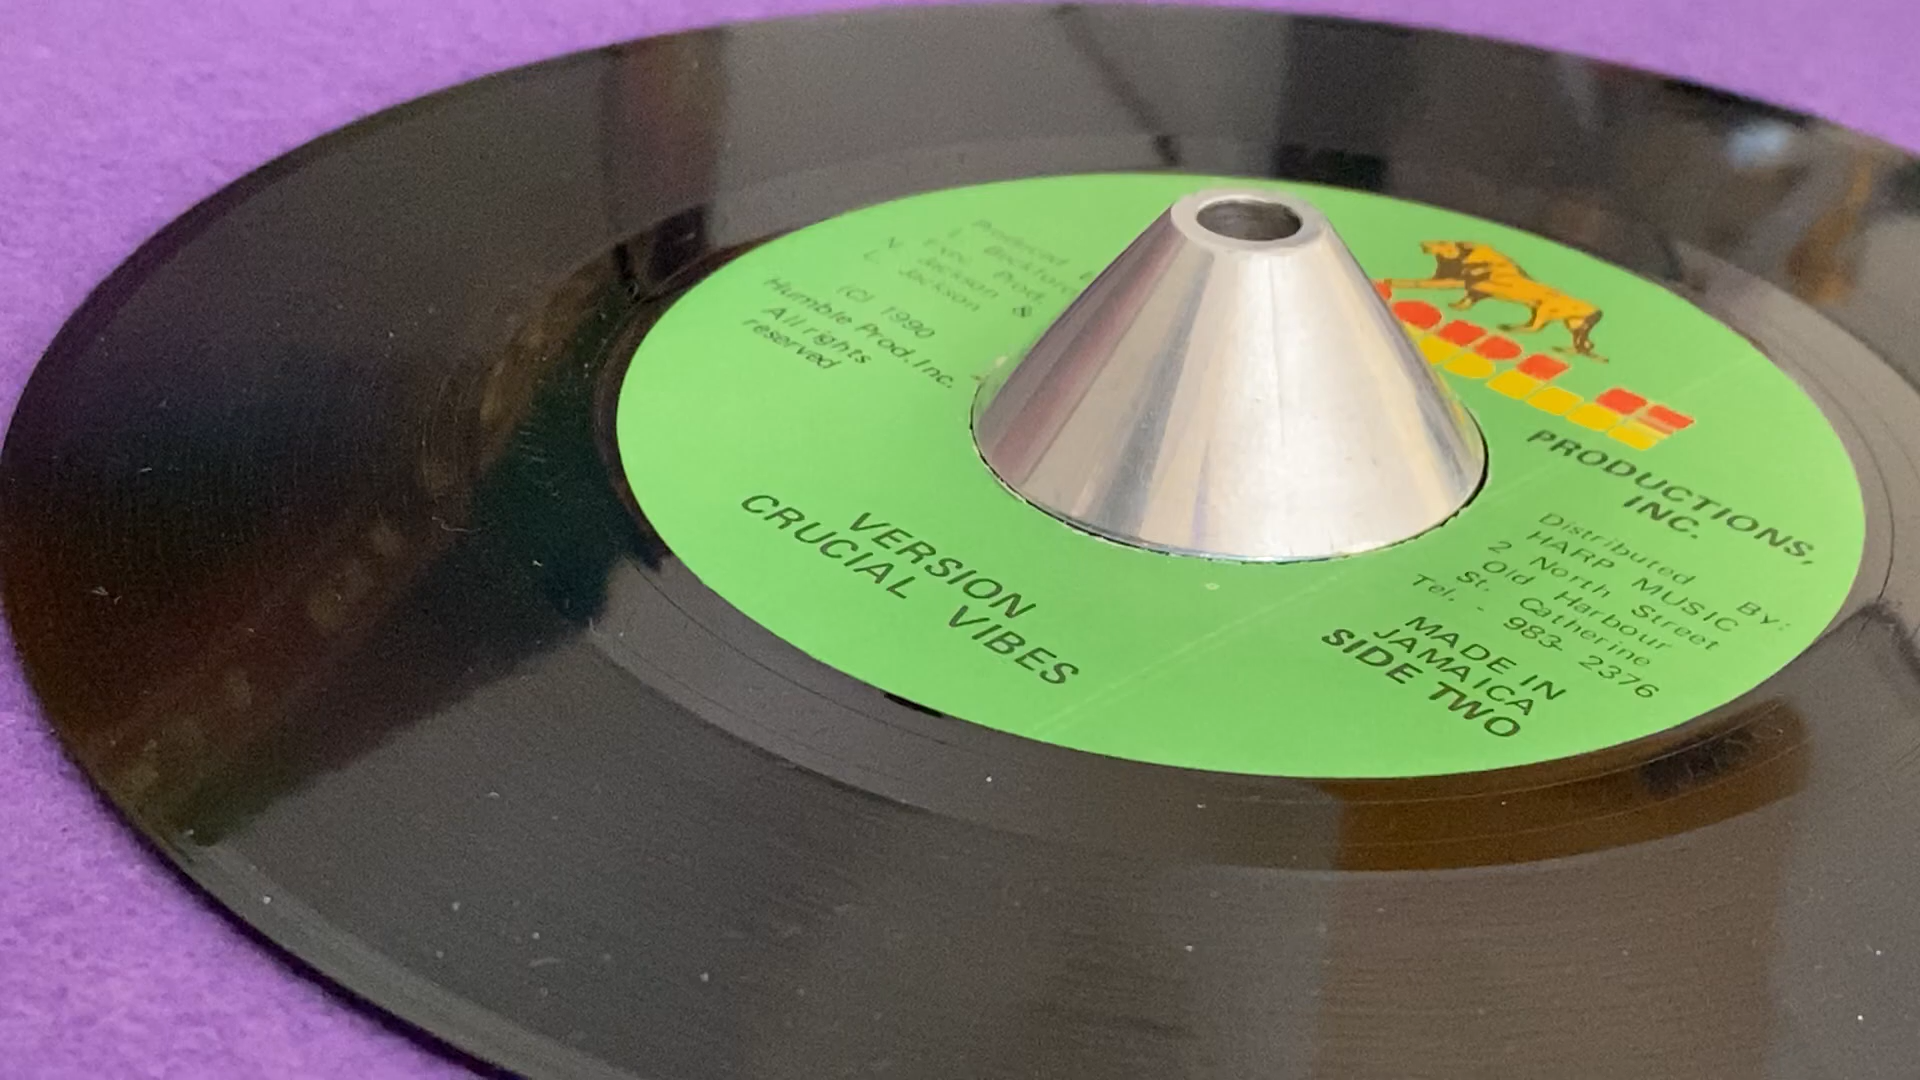 PRODUCTIONS,
INC.
Produced
L. Beckford
Exec. Prod.
N. Jackson &
L. Jackson
(C) 1990
Humble Prod. Inc.
All rights
reserved
Distributed BY:
HARP MUSIC
2 North Street
Old Harbour
St. Catherine
Tel. - 983- 2376
MADE IN
JAMAICA
SIDE TWO
VERSION
CRUCIAL VIBES